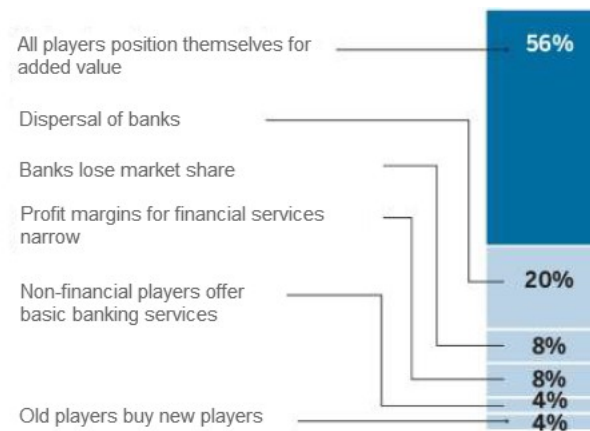 All players position themselves for
added value
56%
Dispersal of banks
Banks lose market share
Profit margins for financial services
narrow
Non-financial players offer
basic banking services
20%
8%
8%
4%
Old players buy new players
4%